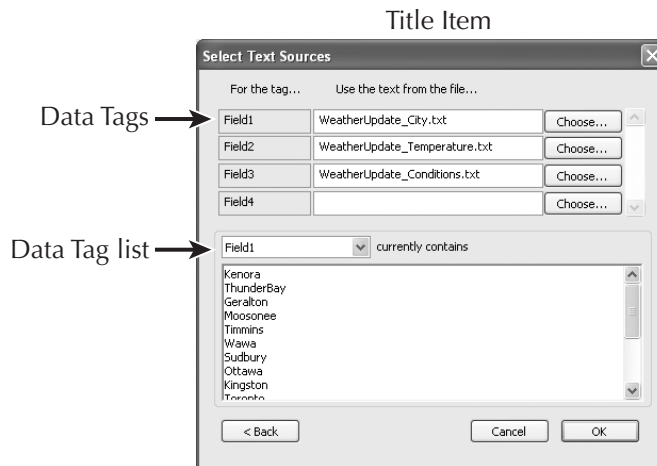 Title Item
Select Text Sources
For the tag... Use the text from the file...
Data Tags
Field1 WeatherUpdate_City.txt Choose...
Field2 WeatherUpdate_Temperature.txt Choose...
Field3 WeatherUpdate_Conditions.txt Choose...
Field4 Choose...
Data Tag list
Field1 currently contains
Kenora
ThunderBay
Geralton
Moosonee
Timmins
Wawa
Sudbury
Ottawa
Kingston
Toronto
< Back Cancel OK